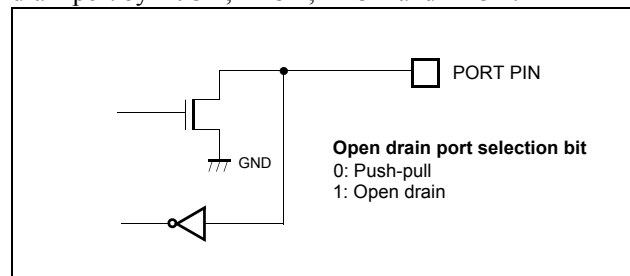 PORT PIN
GND
Open drain port selection bit
0: Push-pull
1: Open drain